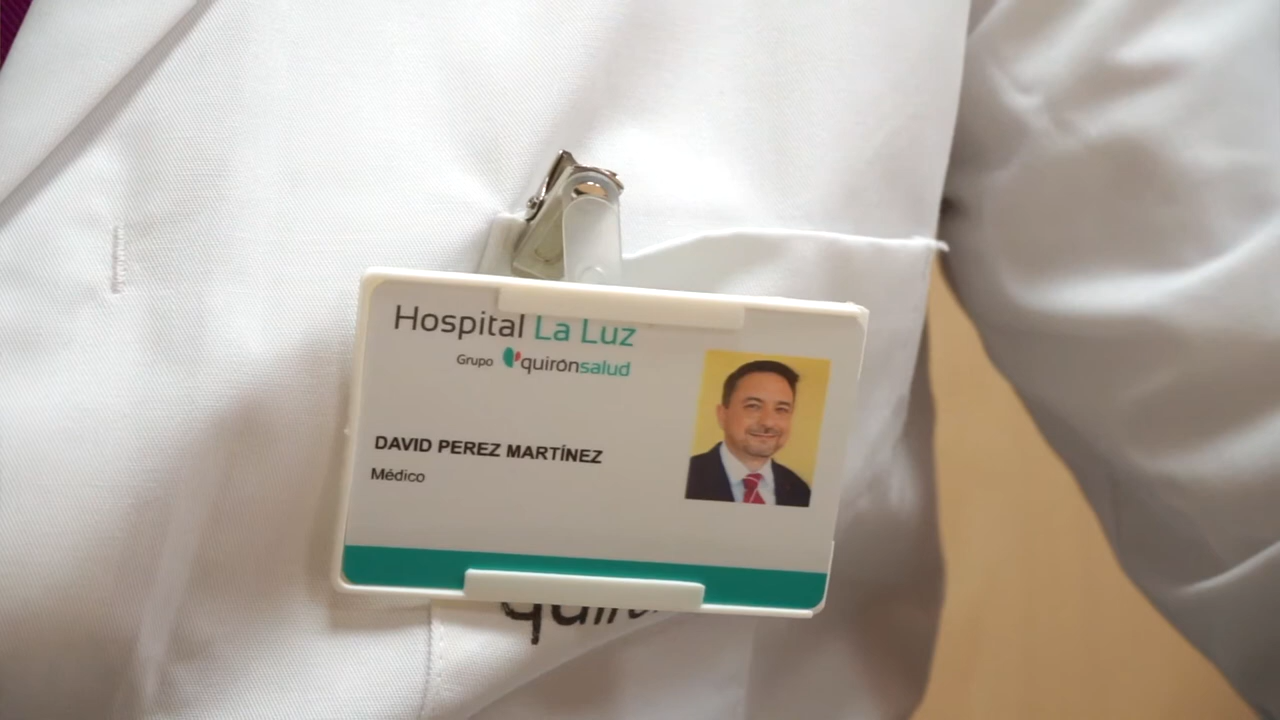 Hospital La Luz
Grupo quirónsalud
DAVID PEREZ MARTÍNEZ
Médico